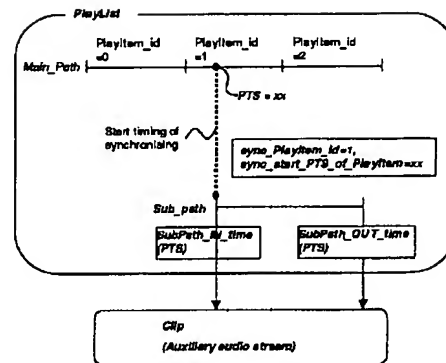 PlayList
PlayItem_id =0
PlayItem_id =1
PlayItem_id =2
Main_Path
PTS = xx
Start timing of
synchronising
sync_PlayItem_id=1,
sync_start_PTS_of_PlayItem=xx
Sub_path
SubPath_IN_time
(PTS)
SubPath_OUT_time
(PTS)
Clip
(Auxiliary audio stream)